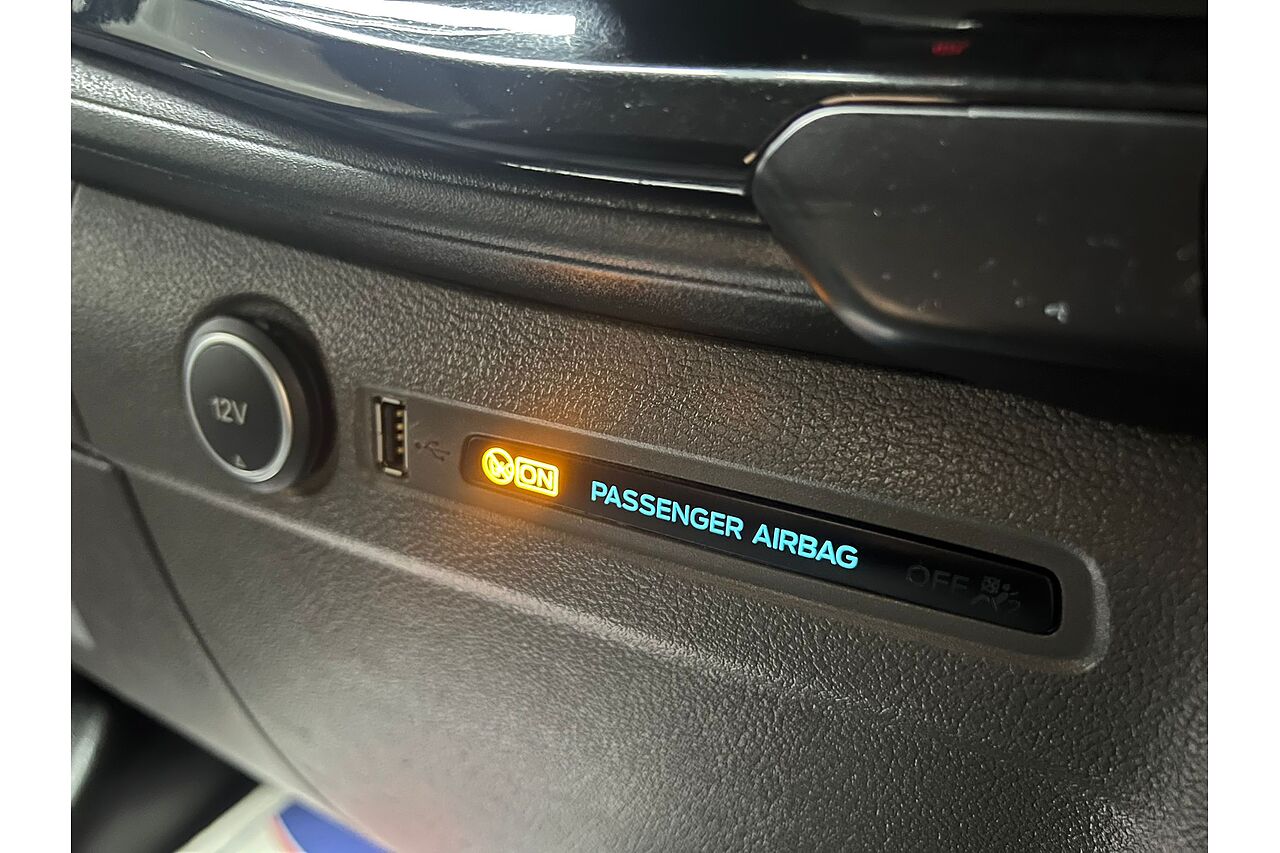 12V
ON PASSENGER AIRBAG OFF